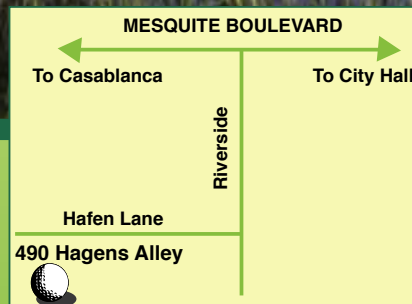 MESQUITE BOULEVARD
To Casablanca
To City Hall
Riverside
Hafen Lane
490 Hagens Alley